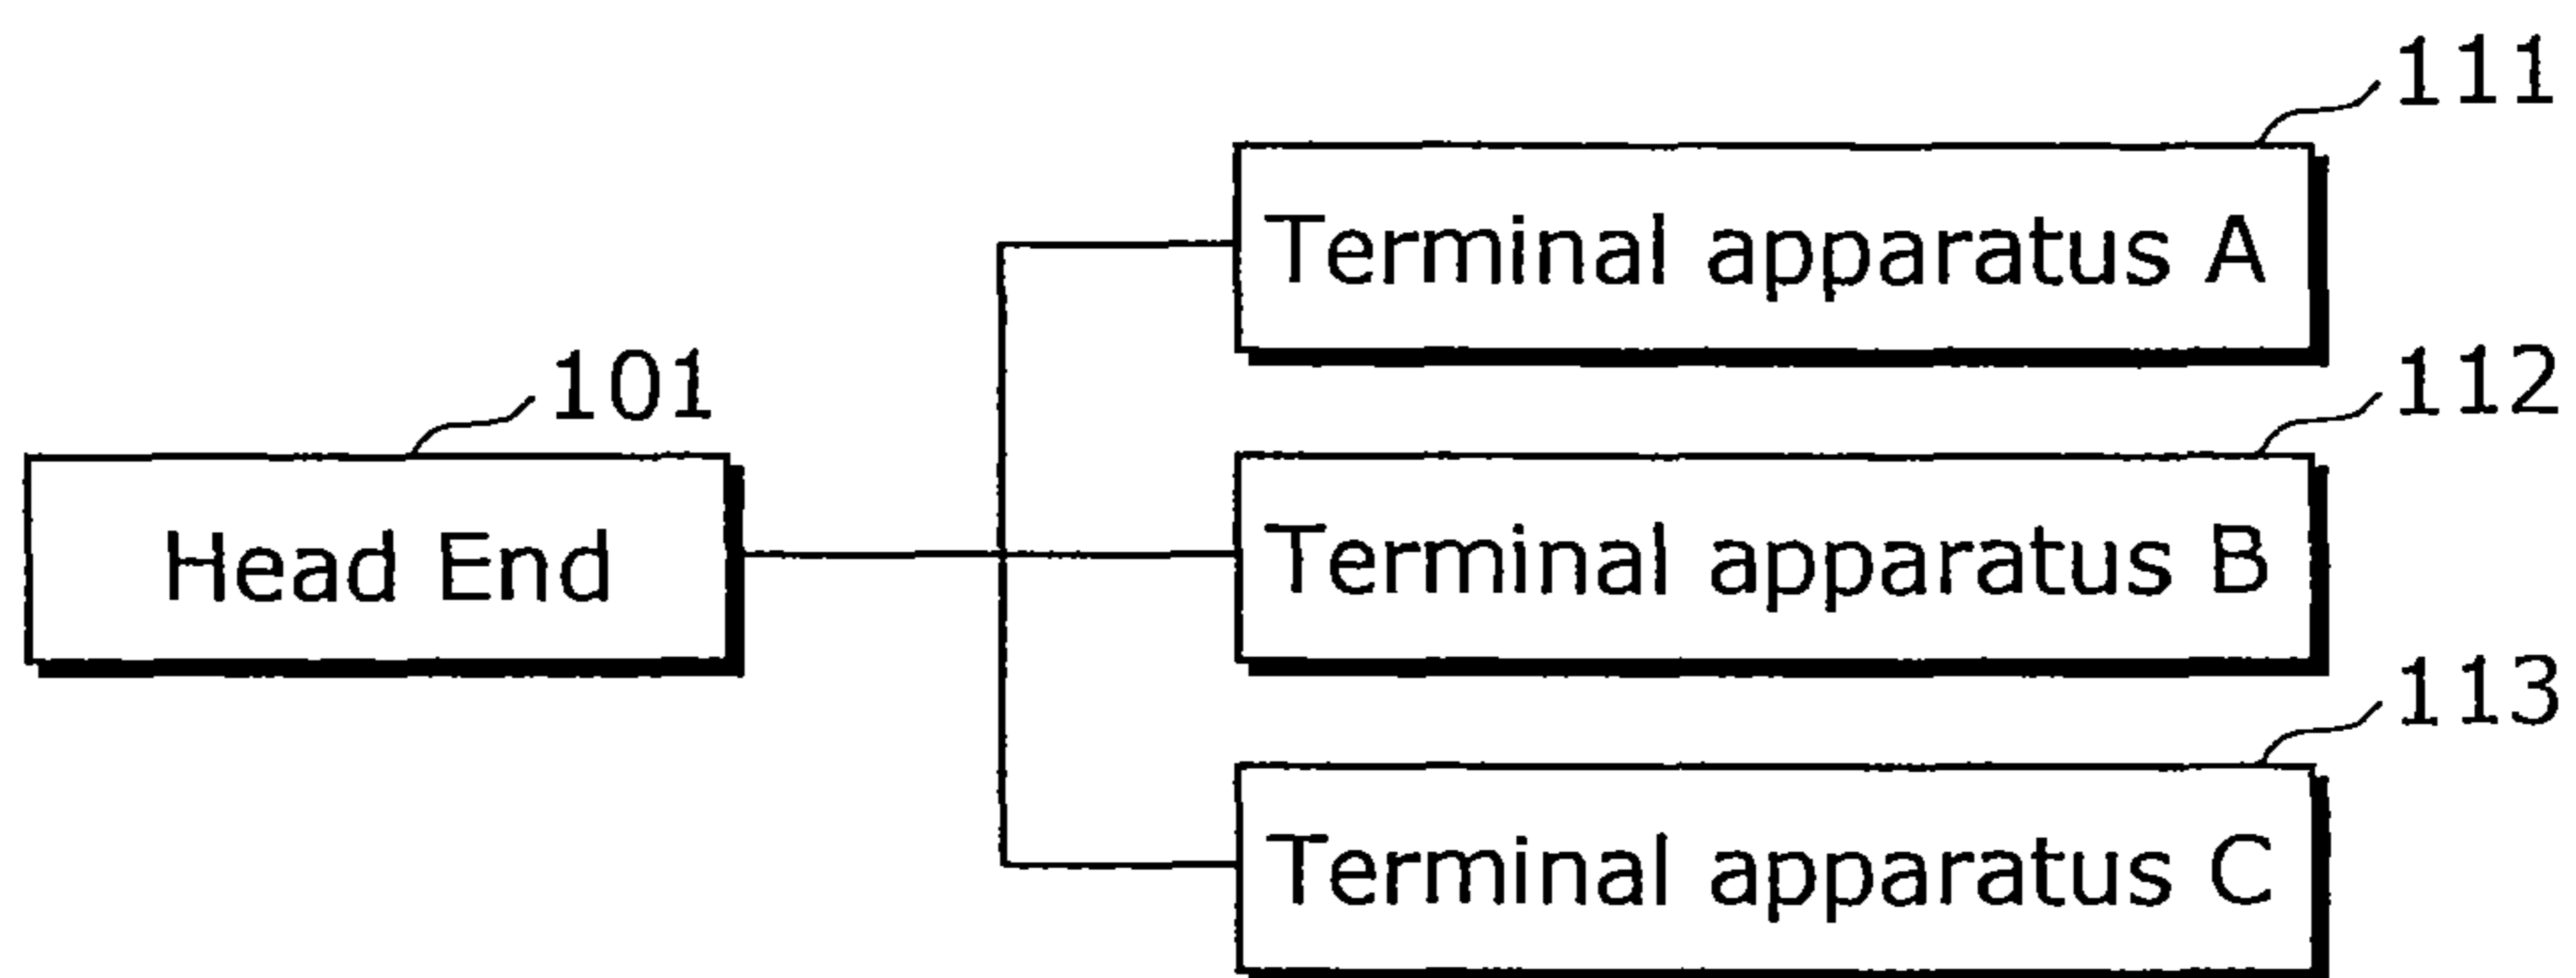 111
Terminal apparatus A
101
112
Head End
Terminal apparatus B
113
Terminal apparatus C